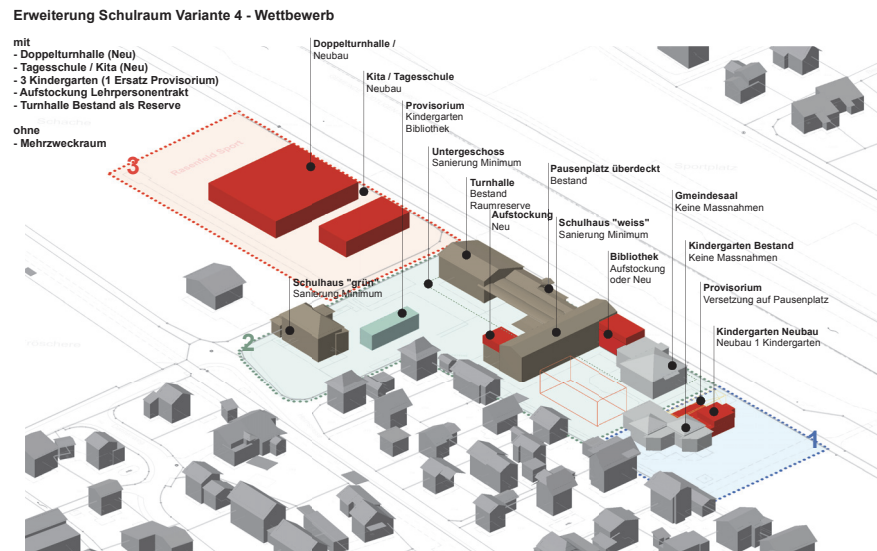 Erweiterung Schulraum Variante 4 - Wettbewerb
mit
- Doppelturnhalle (Neu)
- Tagesschule / Kita (Neu)
- 3 Kindergarten (1 Ersatz Provisorium)
- Aufstockung Lehrpersonentrakt
- Turnhalle Bestand als Reserve
ohne
- Mehrzweckraum
Doppelturnhalle /
Neubau
Kita / Tagesschule
Neubau
Provisorium
Kindergarten
Bibliothek
Untergeschoss
Sanierung Minimum
Turnhalle
Bestand
Raumreserve
Aufstockung
Neu
Pausenplatz überdeckt
Bestand
Schulhaus "weiss"
Sanierung Minimum
Bibliothek
Aufstockung
oder Neu
Gmeindesaal
Keine Massnahmen
Kindergarten Bestand
Keine Massnahmen
Provisorium
Versetzung auf Pausenplatz
Kindergarten Neubau
Neubau 1 Kindergarten
Schulhaus "grün"
Sanierung Minimum
3
Rasenfeld Sport
2
1